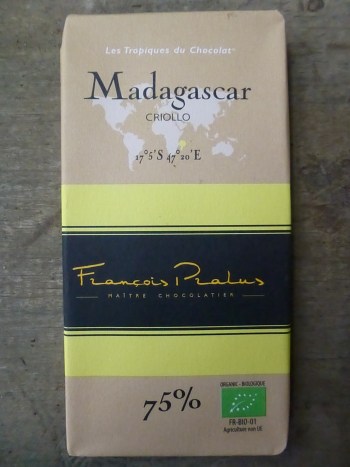 Les Tropiques du Chocolat
Madagascar
CRIOLLO
17°5'S 47°20'E
François Pralus
MAÎTRE CHOCOLATIER
75%
ORGANIC - BIOLOGIQUE
FR-BIO-01
Agriculture non UE